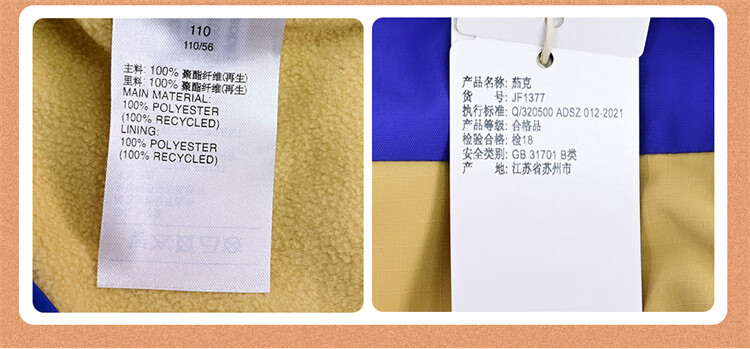 110
110/56
主料: 100% 聚酯纤维(再生)
里料: 100% 聚酯纤维(再生)
MAIN MATERIAL:
100% POLYESTER
(100% RECYCLED)
LINING:
100% POLYESTER
(100% RECYCLED)
产品名称: 茄克
货 号: JF1377
执行标准: Q/320500 ADSZ 012-2021
产品等级: 合格品
检验合格: 检18
安全类别: GB 31701 B类
产 地: 江苏省苏州市